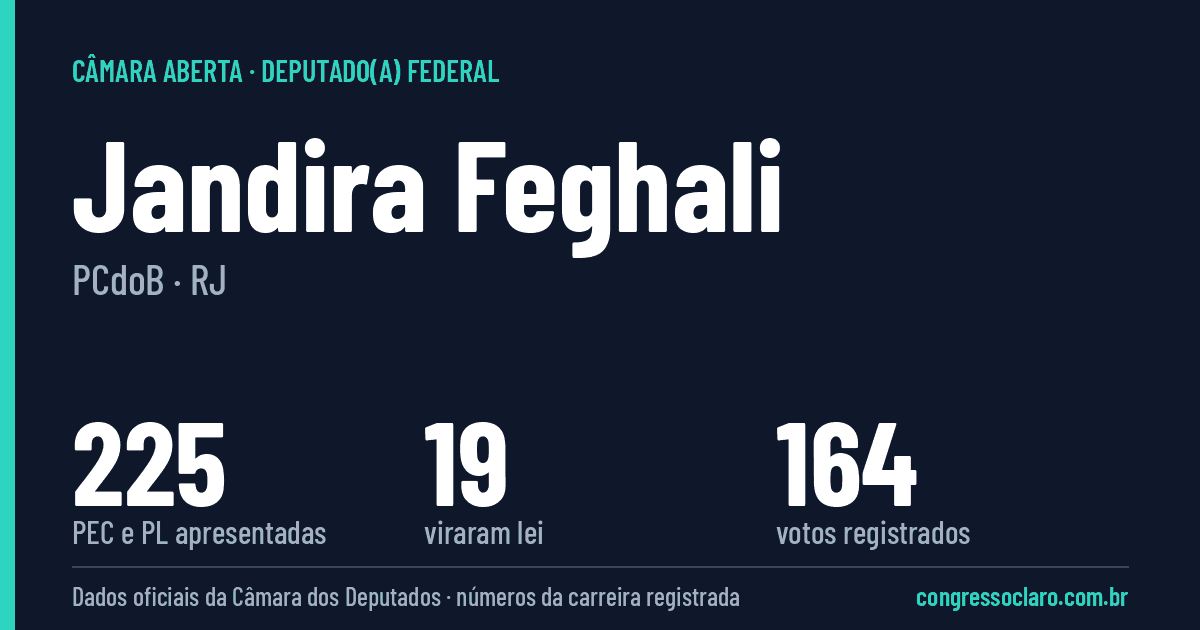 CÂMARA ABERTA · DEPUTADO(A) FEDERAL
Jandira Feghali
PCdoB · RJ
225 19 164
PEC e PL apresentadas viraram lei votos registrados
Dados oficiais da Câmara dos Deputados · números da carreira registrada congressoclaro.com.br